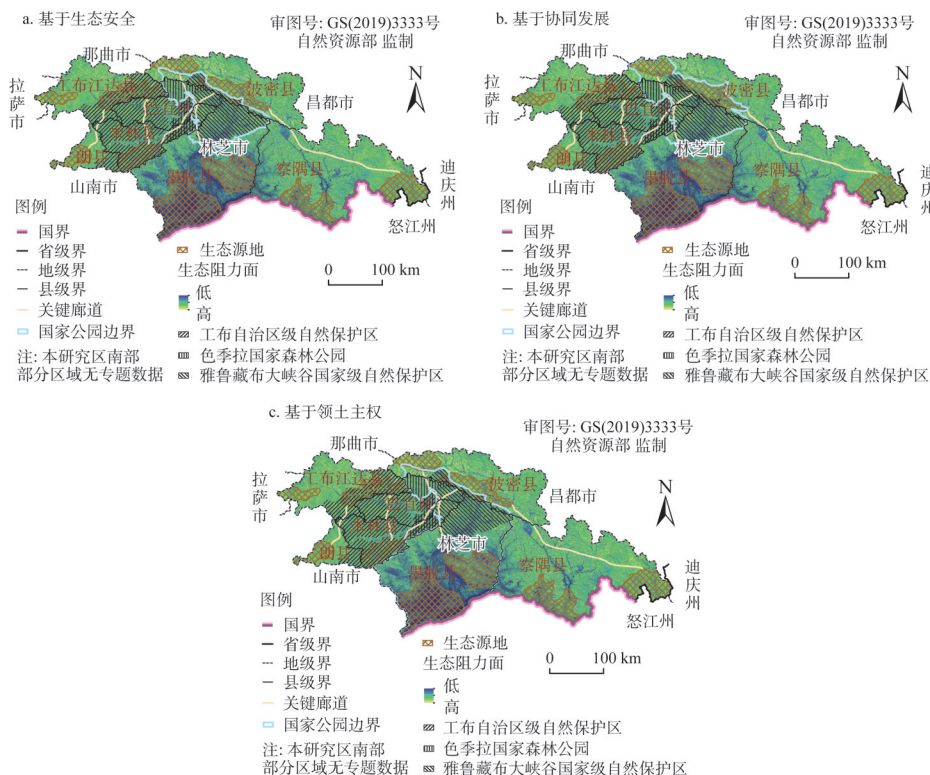 a. 基于生态安全
审图号: GS(2019)3333号
自然资源部 监制
那曲市
拉萨市
工布江达县
波密县
昌都市
N
米林县
朗县
林芝市
山南市
墨脱县
察隅县
迪庆州
怒江州
图例
国界
省级界
地级界
县级界
关键廊道
国家公园边界
注: 本研究区南部
部分区域无专题数据
生态源地
生态阻力面
低
高
0 100 km
工布自治区级自然保护区
色季拉国家森林公园
雅鲁藏布大峡谷国家级自然保护区
b. 基于协同发展
审图号: GS(2019)3333号
自然资源部 监制
那曲市
拉萨市
工布江达县
波密县
昌都市
N
米林县
朗县
林芝市
山南市
墨脱县
察隅县
迪庆州
怒江州
图例
国界
省级界
地级界
县级界
关键廊道
国家公园边界
注: 本研究区南部
部分区域无专题数据
生态源地
生态阻力面
低
高
0 100 km
工布自治区级自然保护区
色季拉国家森林公园
雅鲁藏布大峡谷国家级自然保护区
c. 基于领土主权
审图号: GS(2019)3333号
自然资源部 监制
那曲市
拉萨市
工布江达县
波密县
昌都市
N
米林县
朗县
林芝市
山南市
墨脱县
察隅县
迪庆州
怒江州
图例
国界
省级界
地级界
县级界
关键廊道
国家公园边界
注: 本研究区南部
部分区域无专题数据
生态源地
生态阻力面
低
高
0 100 km
工布自治区级自然保护区
色季拉国家森林公园
雅鲁藏布大峡谷国家级自然保护区